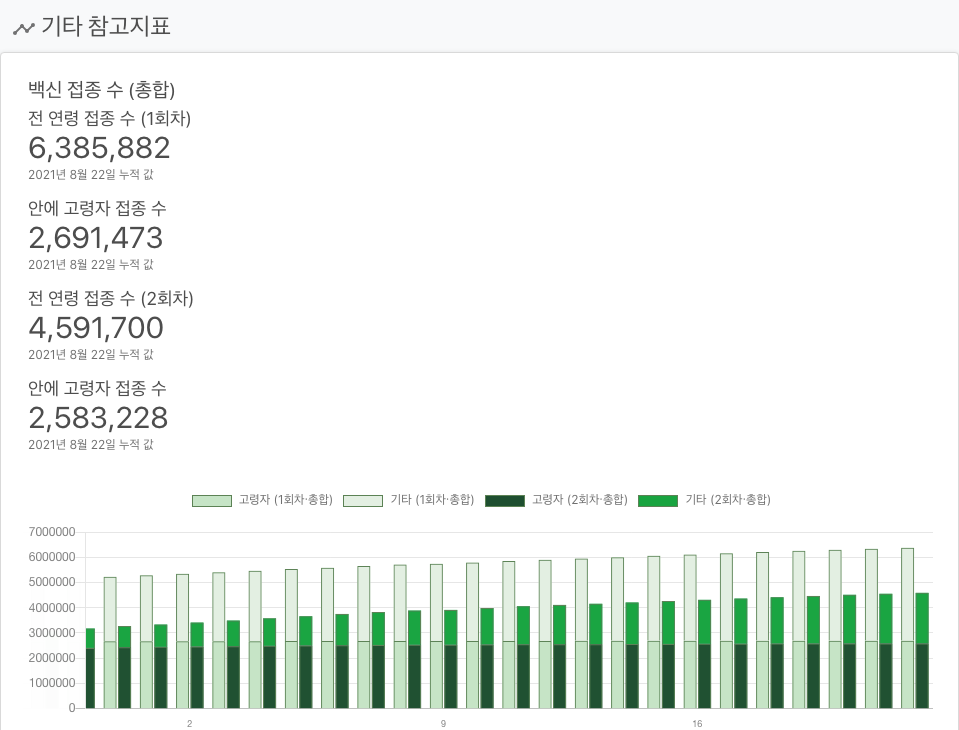 기타 참고지표
백신 접종 수 (총합)
전 연령 접종 수 (1회차)
6,385,882
2021년 8월 22일 누적 값
안에 고령자 접종 수
2,691,473
2021년 8월 22일 누적 값
전 연령 접종 수 (2회차)
4,591,700
2021년 8월 22일 누적 값
안에 고령자 접종 수
2,583,228
2021년 8월 22일 누적 값
고령자 (1회차·총합) 기타 (1회차·총합) 고령자 (2회차·총합) 기타 (2회차·총합)
7000000
6000000
5000000
4000000
3000000
2000000
1000000
0
2 9 16